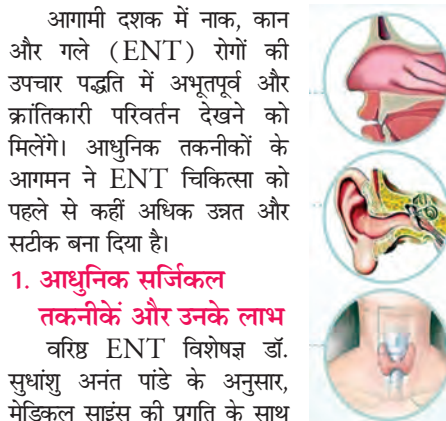 आगामी दशक में नाक, कान
और गले (ENT) रोगों की
उपचार पद्धति में अभूतपूर्व और
क्रांतिकारी परिवर्तन देखने को
मिलेंगे। आधुनिक तकनीकों के
आगमन ने ENT चिकित्सा को
पहले से कहीं अधिक उन्नत और
सटीक बना दिया है।
1. आधुनिक सर्जिकल
तकनीकें और उनके लाभ
वरिष्ठ ENT विशेषज्ञ डॉ.
सुधांशु अनंत पांडे के अनुसार,
मेडिकल साइंस की प्रगति के साथ